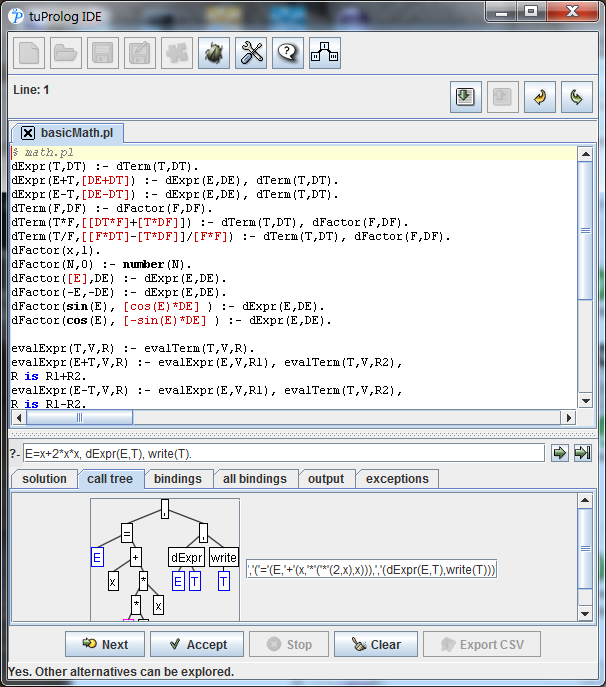 tuProlog IDE
Line: 1
basicMath.pl
% math.pl
dExpr(T,DT) :- dTerm(T,DT).
dExpr(E+T,[DE+DT]) :- dExpr(E,DE), dTerm(T,DT).
dExpr(E-T,[DE-DT]) :- dExpr(E,DE), dTerm(T,DT).
dTerm(F,DF) :- dFactor(F,DF).
dTerm(T*F,[[DT*F]+[T*DF]]) :- dTerm(T,DT), dFactor(F,DF).
dTerm(T/F,[[F*DT]-[T*DF]]/[F*F]) :- dTerm(T,DT), dFactor(F,DF).
dFactor(x,1).
dFactor(N,0) :- number(N).
dFactor([E],DE) :- dExpr(E,DE).
dFactor(-E,-DE) :- dExpr(E,DE).
dFactor(sin(E), [cos(E)*DE] ) :- dExpr(E,DE).
dFactor(cos(E), [-sin(E)*DE] ) :- dExpr(E,DE).
evalExpr(T,V,R) :- evalTerm(T,V,R).
evalExpr(E+T,V,R) :- evalExpr(E,V,R1), evalTerm(T,V,R2),
R is R1+R2.
evalExpr(E-T,V,R) :- evalExpr(E,V,R1), evalTerm(T,V,R2),
R is R1-R2.
?- E=x+2*x*x, dExpr(E,T), write(T).
solution call tree bindings all bindings output exceptions
,
= ,
E + dExpr write
x * E T T
* x
','('='(E,'+'(x,'*'('*'(2,x),x))),','(dExpr(E,T),write(T)))
Next Accept Stop Clear Export CSV
Yes. Other alternatives can be explored.